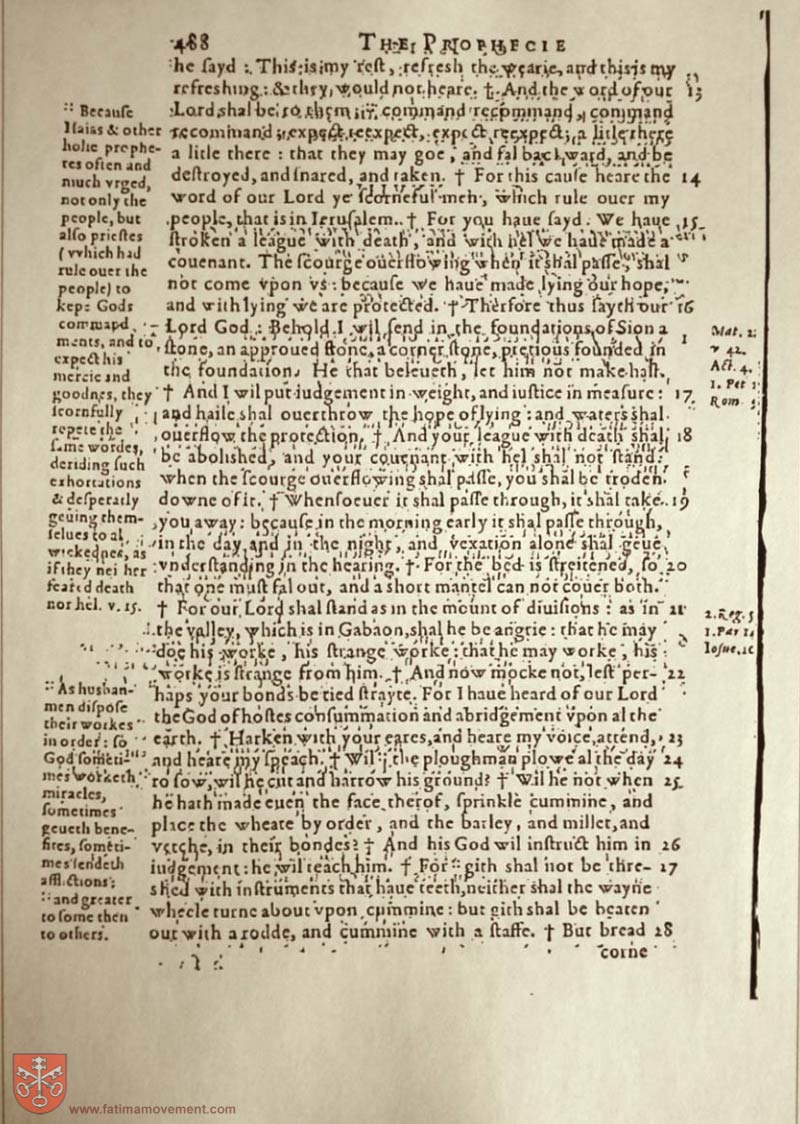 468 THE PROPHECIE
he sayd : This is my rest, refresh the wearie, and this is my
refreshing : & they would not heare. † And the word of our 13
Lord shal be to them : command recommand, command
recommand, expect reexpect, expect reexpect, a litle there
a litle there : that they may goe, and fal backward, and be
destroyed, and snared, and taken. † For this cause heare the 14
word of our Lord ye scorneful men, which rule ouer my
people, that is in Ierusalem. † For you haue sayd. We haue 15
stroken a league with death, and with hel we haue made a
couenant. The scourge ouerflowing when it shal passe, shal
not come vpon vs : because we haue made lying our hope,
and with lying we are protected. † Therfore thus sayth our 16
Lord God : Behold I wil send in the foundations of Sion a
stone, an approued stone, a corner stone, pretious founded in
the foundation. He that beleueth, let him not make hast.
† And I wil put iudgement in weight, and iustice in measure : 17
and haile shal ouerthrow the hope of lying : and waters shal
ouerflow the protection. † And your league with death shal 18
be abolished, and your couenant with hel shal not stand :
when the scourge ouerflowing shal passe, you shal be troden
downe of it. † Whensoeuer it shal passe through, it shal take 19
you away : because in the morning early it shal passe through,
in the day and in the night, and vexation alone shal geue
vnderstanding in the hearing. † For the bed is streitened, so 20
that one must fal out, and a short mantel can not couer both.
† For our Lord shal stand as in the mount of diuisions : as in 21
the valley, which is in Gabaon, shal he be angrie : that he may
doe his worke, his strange worke : that he may worke, his
worke is strange from him. † And now mocke not, lest per- 22
haps your bonds be tied strayte. For I haue heard of our Lord
the God of hostes consummation and abridgement vpon al the
earth. † Harken with your eares, and heare my voice, attend, 23
and heare my speach. † Wil the ploughman plowe al the day 24
to sow, wil he cut and harrow his ground? † Wil he not when 25
he hath made euen the face therof, sprinkle cummine, and
place the wheate by order, and the barley, and millet, and
vetche, in their bondes? † And his God wil instruct him in 26
iudgement : he wil teach him. † For :: gith shal not be thre- 27
shed with instruments that haue teeth, neither shal the wayne
wheele turne about vpon cummine : but gith shal be beaten
out with a rodde, and cummine with a staffe. † But bread 28
corne
:: Because
Isaias & other
holie prophe-
tes often and
much vrged,
not only the
people, but
also priestes
(which had
rule ouer the
people) to
kepe Gods
command-
ments, and to
expect his
mercie and
goodnes, they
scornfully
repete the
same wordes,
deriding such
exhortations
& desperatly
geuing them-
selues to al
wickednes, as
if they nei her
feared death
nor hel. v. 15.
:: As husban-
men dispose
their workes
in order : so
God someti-
mes worketh
miracles,
sometimes
geueth bene-
fites, someti-
mes sendeth
afflictions :
:: and greater
to some then
to others.
Mat. 2
v 42.
Act. 4.
1. Pet
Rom
2. Reg. 5
1. Par 14
Iosue. 10
www.fatimamovement.com